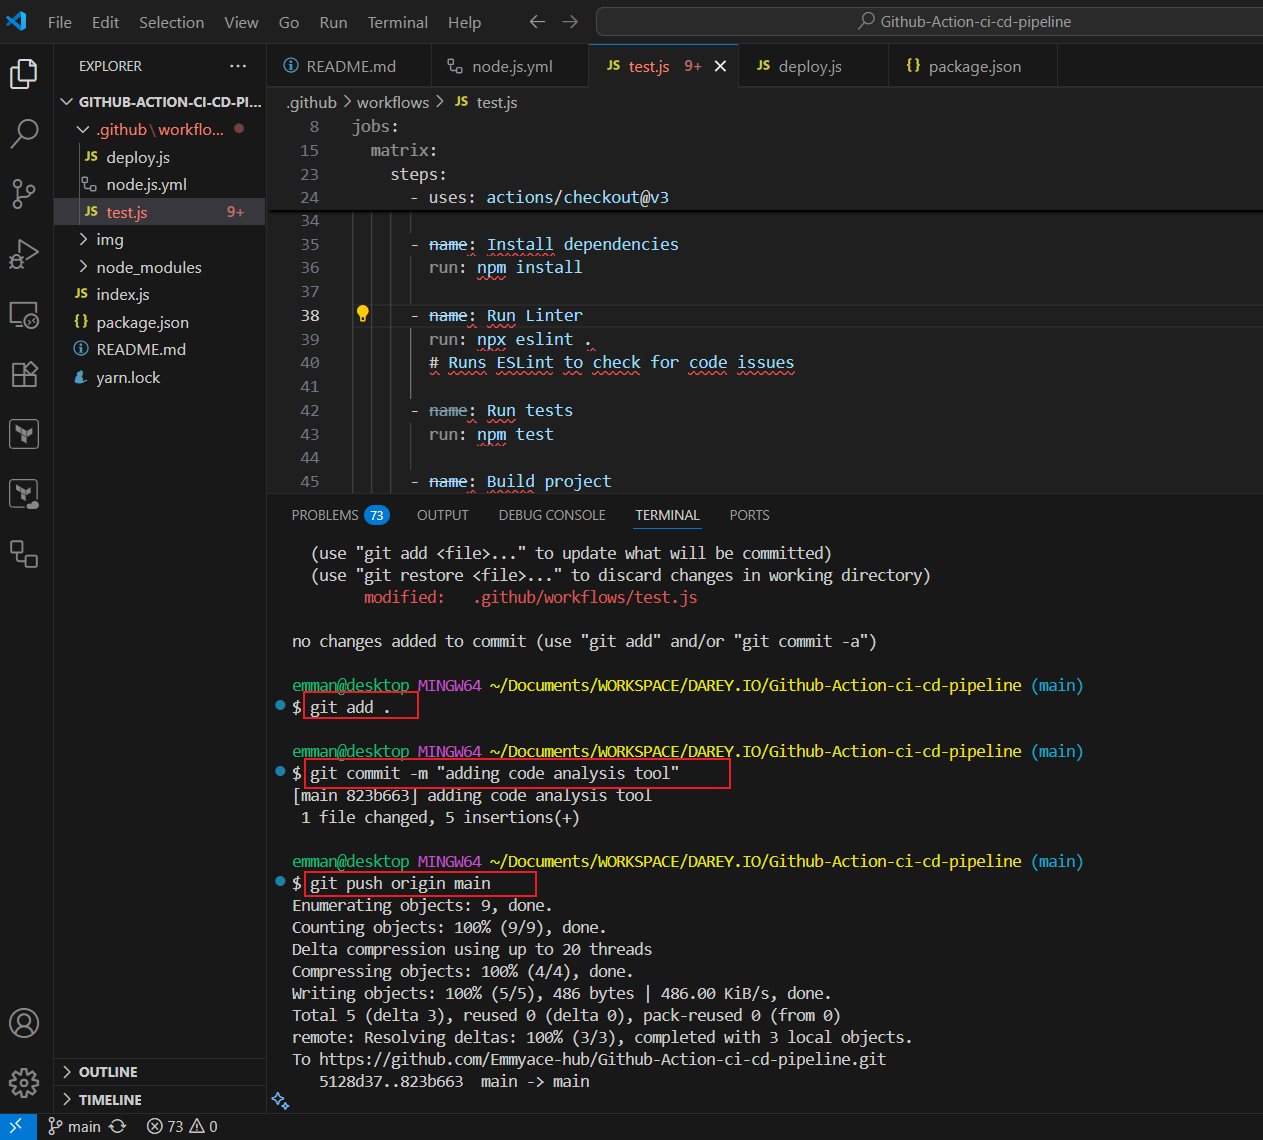 File Edit Selection View Go Run Terminal Help
Github-Action-ci-cd-pipeline
EXPLORER
GITHUB-ACTION-CI-CD-PI...
.github\workflo...
JS deploy.js
node.js.yml
JS test.js 9+
img
node_modules
JS index.js
{} package.json
README.md
yarn.lock
OUTLINE
TIMELINE
README.md
node.js.yml
JS test.js 9+
JS deploy.js
{} package.json
.github > workflows > JS test.js
8 jobs:
15 matrix:
23 steps:
24 - uses: actions/checkout@v3
34
35 - name: Install dependencies
36 run: npm install
37
38 - name: Run Linter
39 run: npx eslint .
40 # Runs ESLint to check for code issues
41
42 - name: Run tests
43 run: npm test
44
45 - name: Build project
PROBLEMS 73 OUTPUT DEBUG CONSOLE TERMINAL PORTS
(use "git add <file>..." to update what will be committed)
(use "git restore <file>..." to discard changes in working directory)
modified: .github/workflows/test.js
no changes added to commit (use "git add" and/or "git commit -a")
emman@desktop MINGW64 ~/Documents/WORKSPACE/DAREY.IO/Github-Action-ci-cd-pipeline (main)
$ git add .
emman@desktop MINGW64 ~/Documents/WORKSPACE/DAREY.IO/Github-Action-ci-cd-pipeline (main)
$ git commit -m "adding code analysis tool"
[main 823b663] adding code analysis tool
1 file changed, 5 insertions(+)
emman@desktop MINGW64 ~/Documents/WORKSPACE/DAREY.IO/Github-Action-ci-cd-pipeline (main)
$ git push origin main
Enumerating objects: 9, done.
Counting objects: 100% (9/9), done.
Delta compression using up to 20 threads
Compressing objects: 100% (4/4), done.
Writing objects: 100% (5/5), 486 bytes | 486.00 KiB/s, done.
Total 5 (delta 3), reused 0 (delta 0), pack-reused 0 (from 0)
remote: Resolving deltas: 100% (3/3), completed with 3 local objects.
To https://github.com/Emmyace-hub/Github-Action-ci-cd-pipeline.git
5128d37..823b663 main -> main
main 73 0